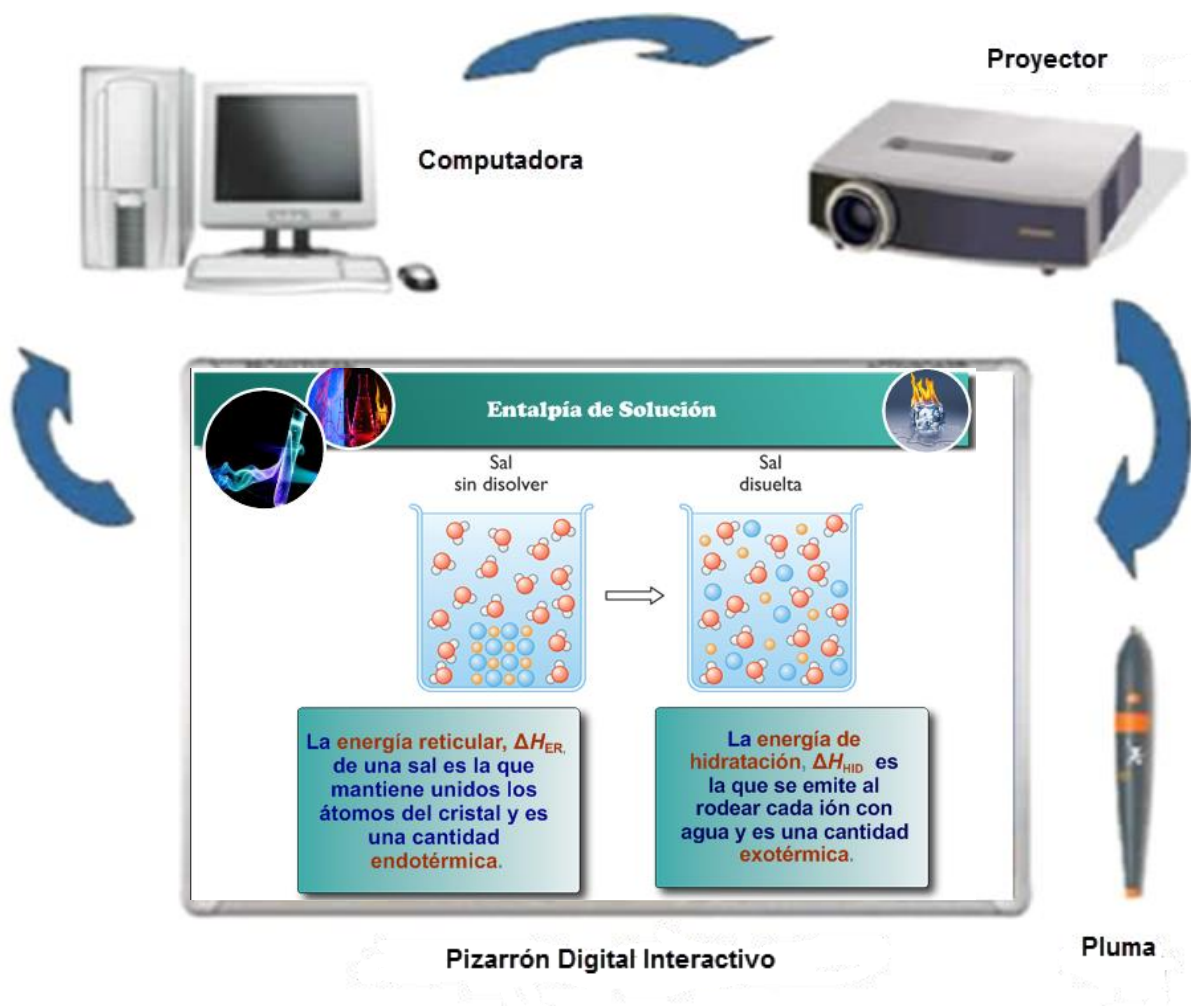 Proyector
Computadora
Entalpía de Solución
Sal
sin disolver
Sal
disuelta
La energía reticular, ΔH_ER,
de una sal es la que
mantiene unidos los
átomos del cristal y es
una cantidad
endotérmica.
La energía de
hidratación, ΔH_HID es
la que se emite al
rodear cada ión con
agua y es una cantidad
exotérmica.
Pizarrón Digital Interactivo
Pluma